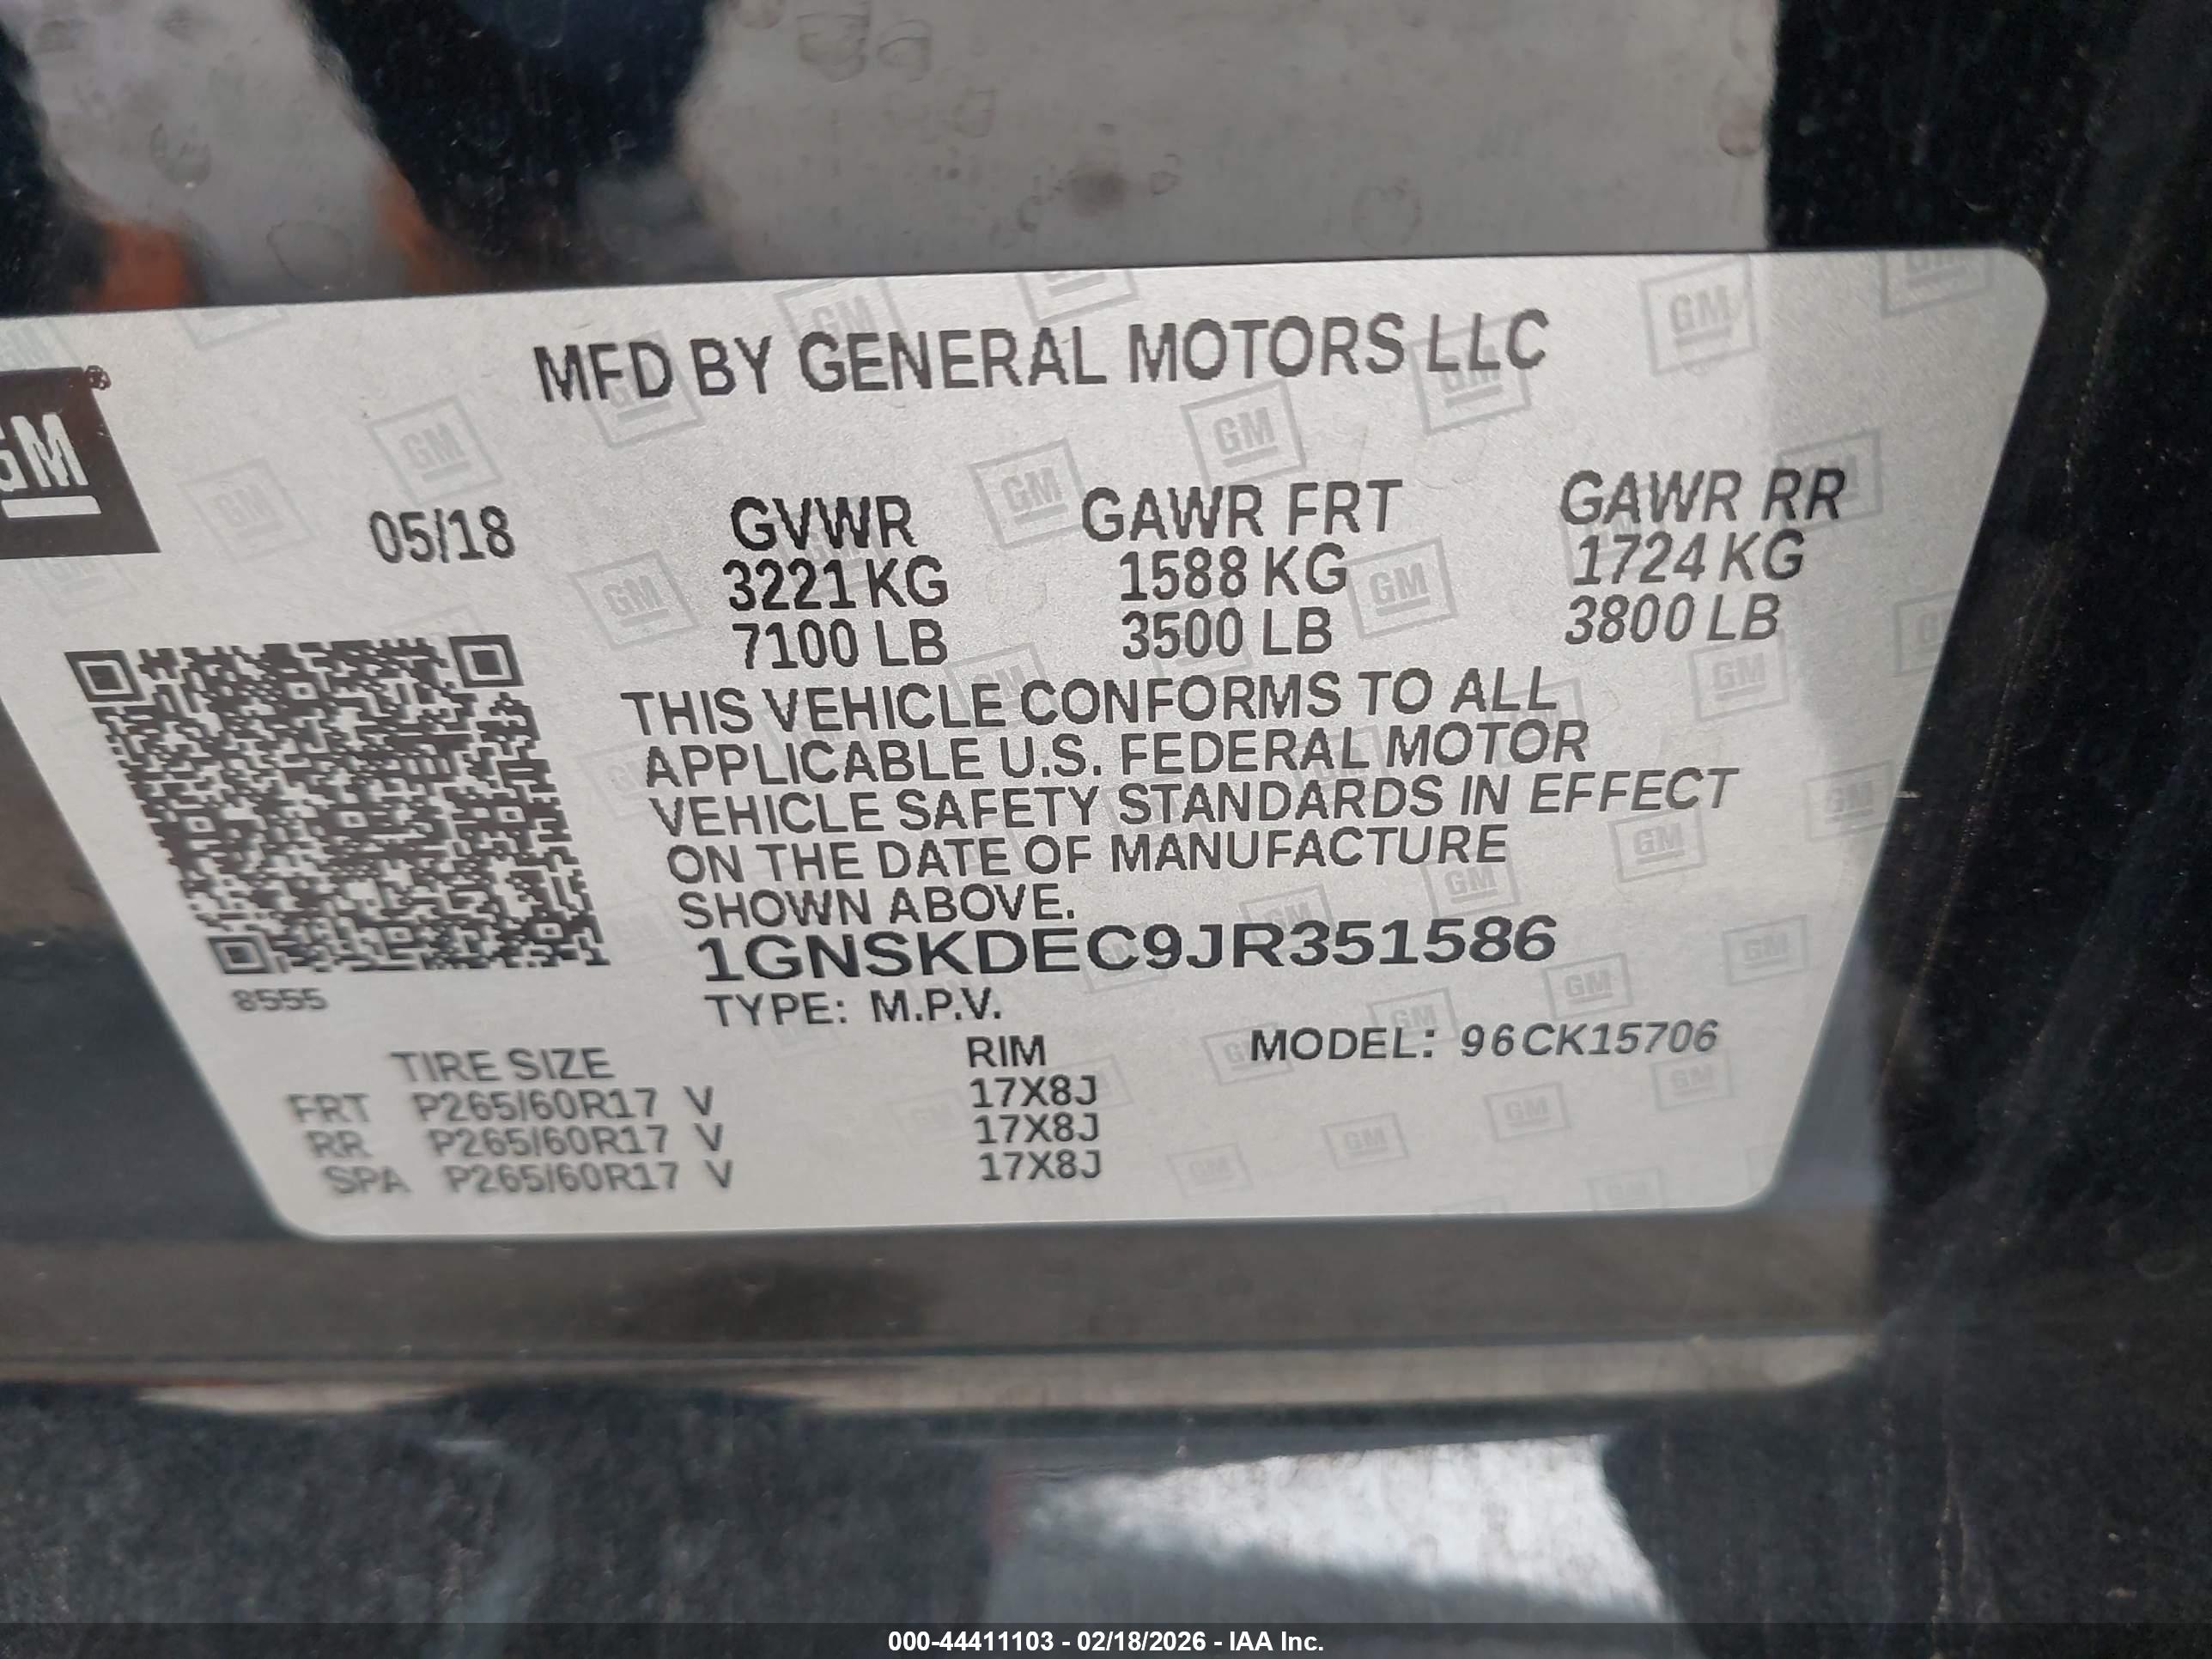 MFD BY GENERAL MOTORS LLC
GM
05/18 GVWR GAWR FRT GAWR RR
3221 KG 1588 KG 1724 KG
7100 LB 3500 LB 3800 LB
THIS VEHICLE CONFORMS TO ALL
APPLICABLE U.S. FEDERAL MOTOR
VEHICLE SAFETY STANDARDS IN EFFECT
ON THE DATE OF MANUFACTURE
SHOWN ABOVE.
1GNSKDEC9JR351586
8555
TYPE: M.P.V.
MODEL: 96CK15706
TIRE SIZE RIM
FRT P265/60R17 V 17X8J
RR P265/60R17 V 17X8J
SPA P265/60R17 V 17X8J
000-44411103 - 02/18/2026 - IAA Inc.